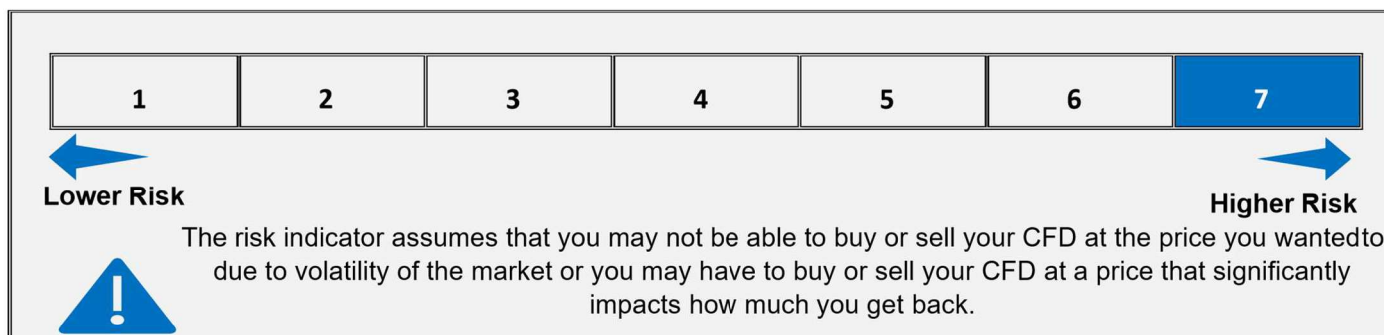 1 2 3 4 5 6 7
Lower Risk
Higher Risk
The risk indicator assumes that you may not be able to buy or sell your CFD at the price you wantedto
due to volatility of the market or you may have to buy or sell your CFD at a price that significantly
impacts how much you get back.
!